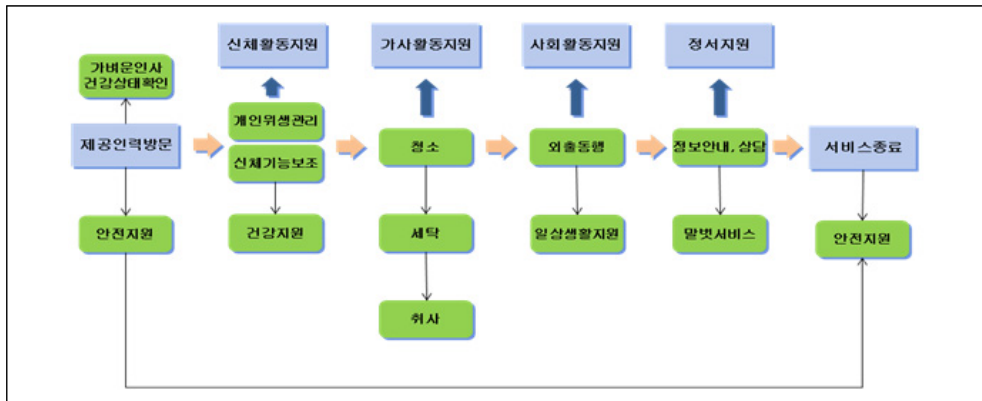 신체활동지원
가사활동지원
사회활동지원
정서지원
가벼문인사
건강상태확인
제공인력방문
개인위생관리
신체기능보조
청소
외출동행
정보안내, 상담
서비스종료
안전지원
건강지원
세탁
일상생활지원
말벗서비스
안전지원
취사